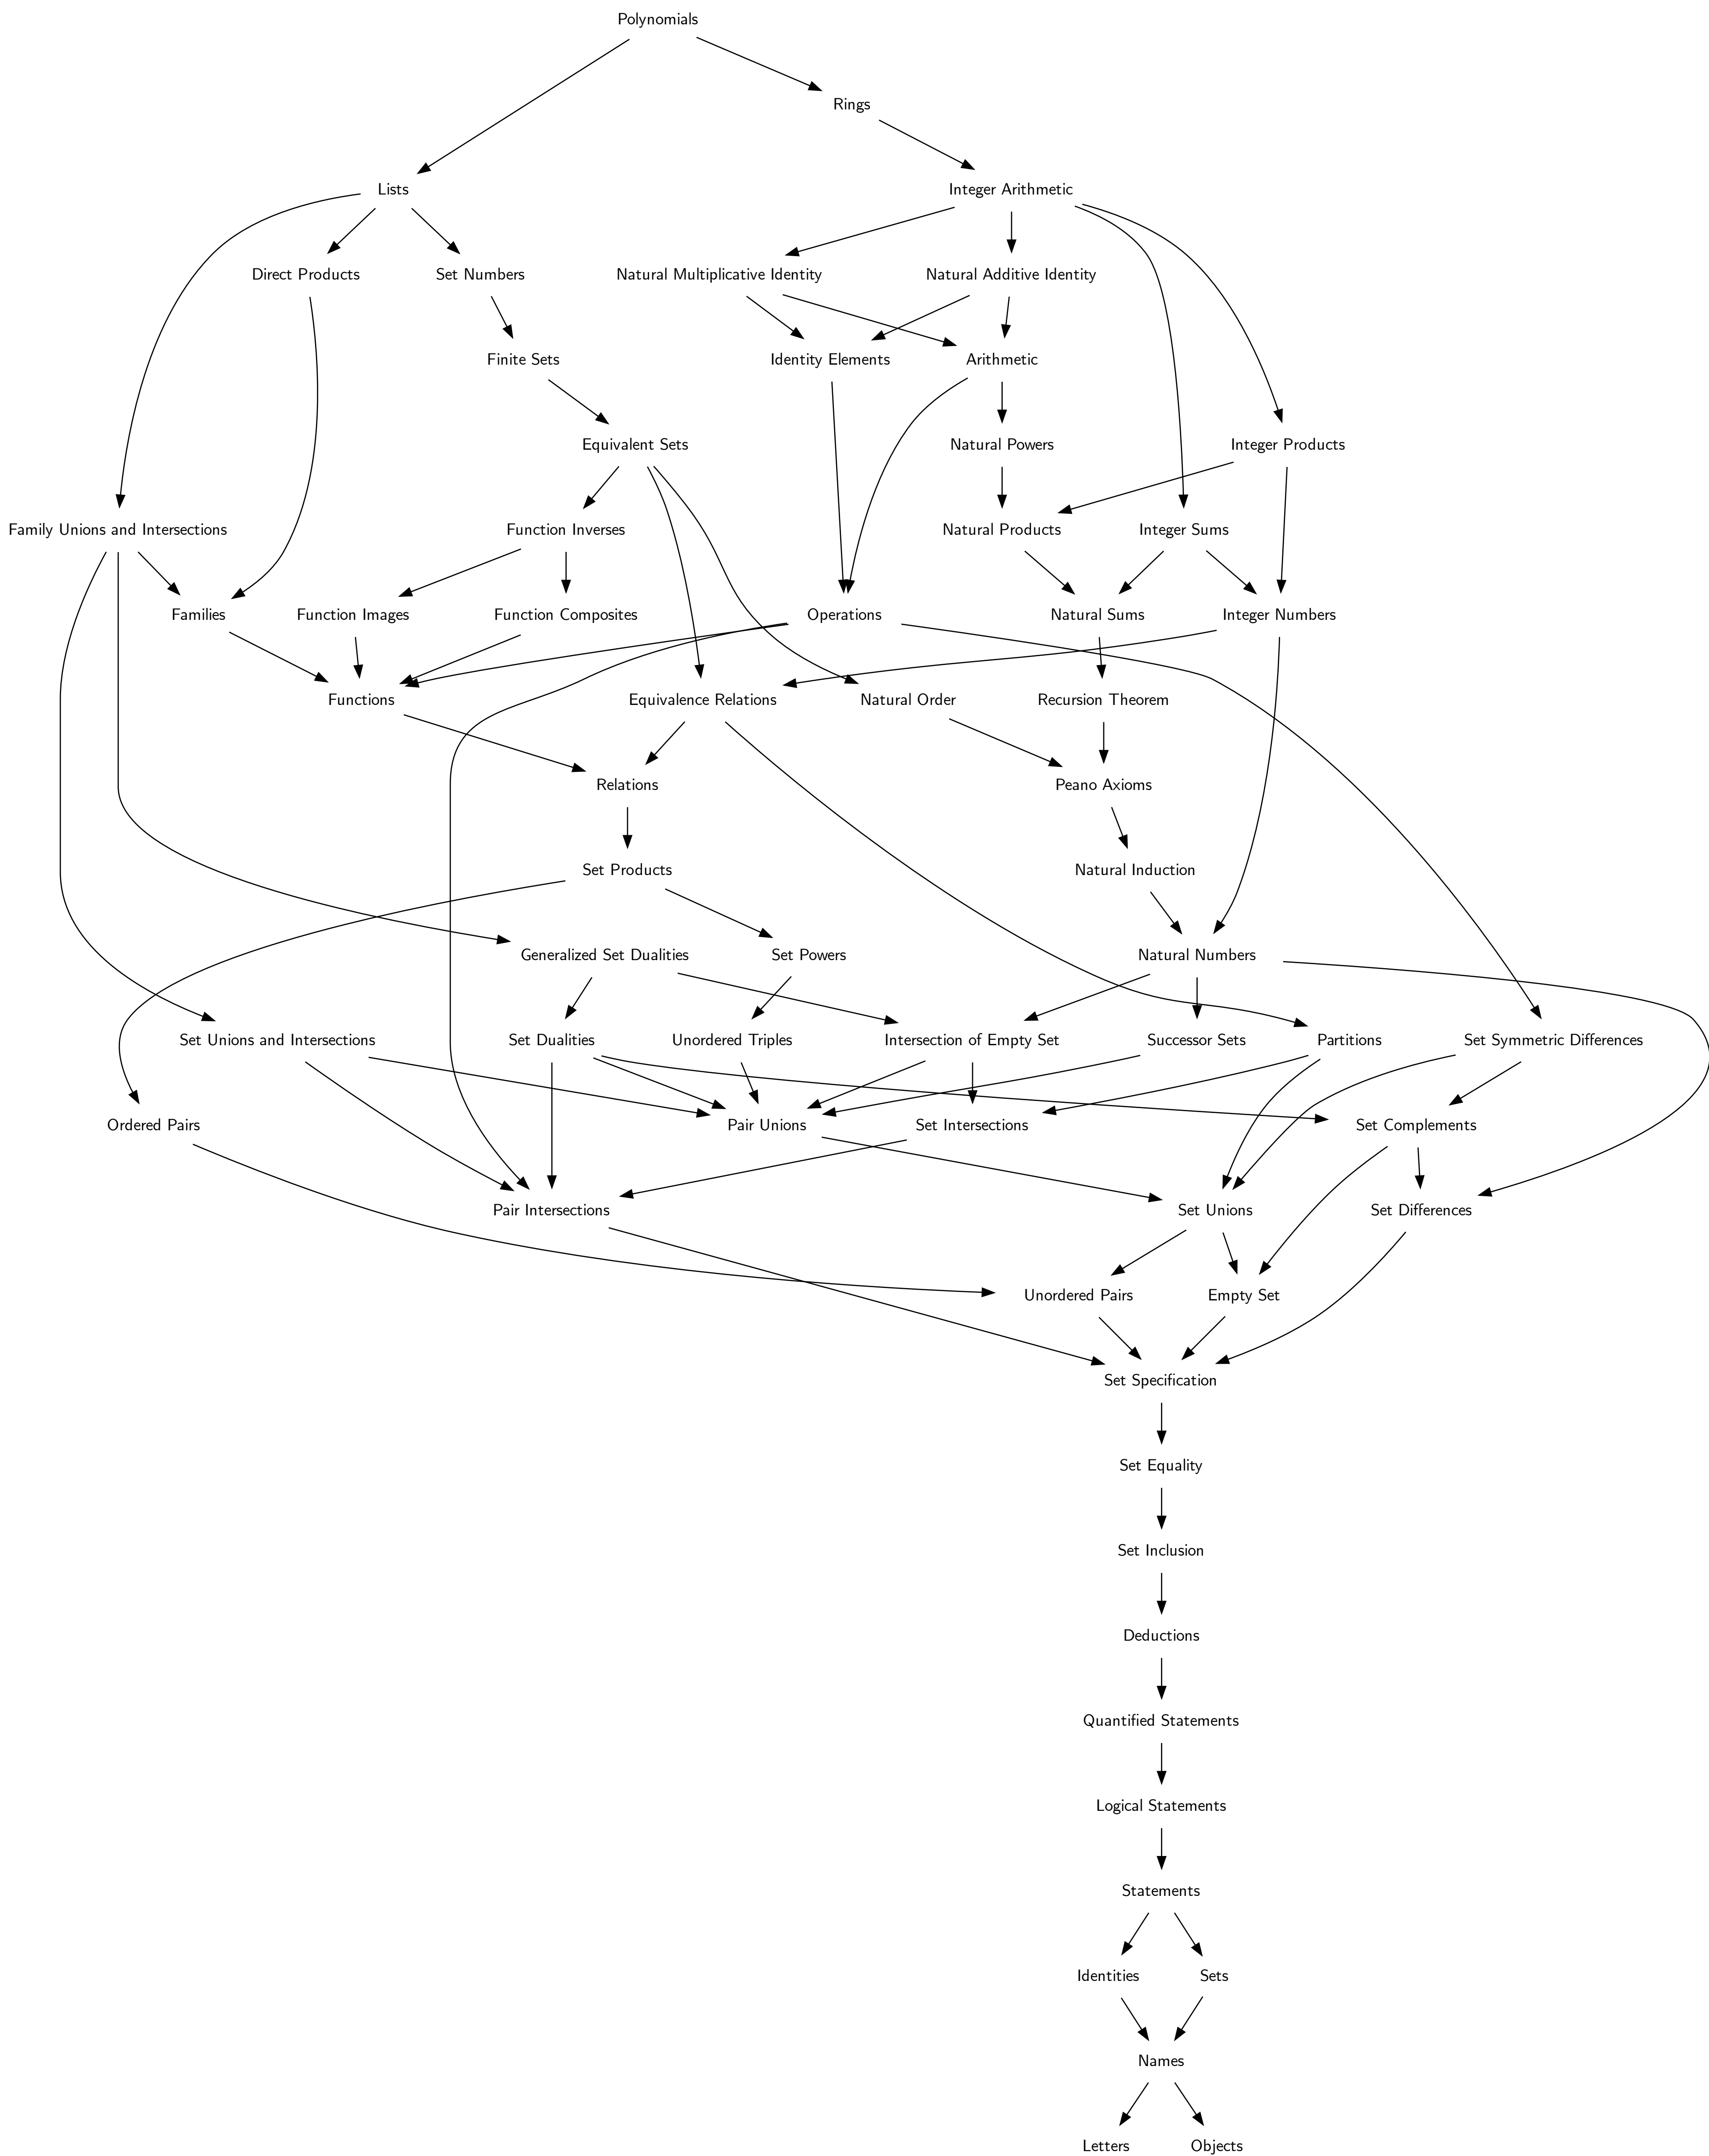 Polynomials
Rings
Lists
Integer Arithmetic
Direct Products
Set Numbers
Natural Multiplicative Identity
Natural Additive Identity
Finite Sets
Identity Elements
Arithmetic
Equivalent Sets
Natural Powers
Integer Products
Family Unions and Intersections
Function Inverses
Natural Products
Integer Sums
Families
Function Images
Function Composites
Operations
Natural Sums
Integer Numbers
Functions
Equivalence Relations
Natural Order
Recursion Theorem
Relations
Peano Axioms
Set Products
Natural Induction
Generalized Set Dualities
Set Powers
Natural Numbers
Set Unions and Intersections
Set Dualities
Unordered Triples
Intersection of Empty Set
Successor Sets
Partitions
Set Symmetric Differences
Ordered Pairs
Pair Unions
Set Intersections
Set Complements
Pair Intersections
Set Unions
Set Differences
Unordered Pairs
Empty Set
Set Specification
Set Equality
Set Inclusion
Deductions
Quantified Statements
Logical Statements
Statements
Identities
Sets
Names
Letters
Objects